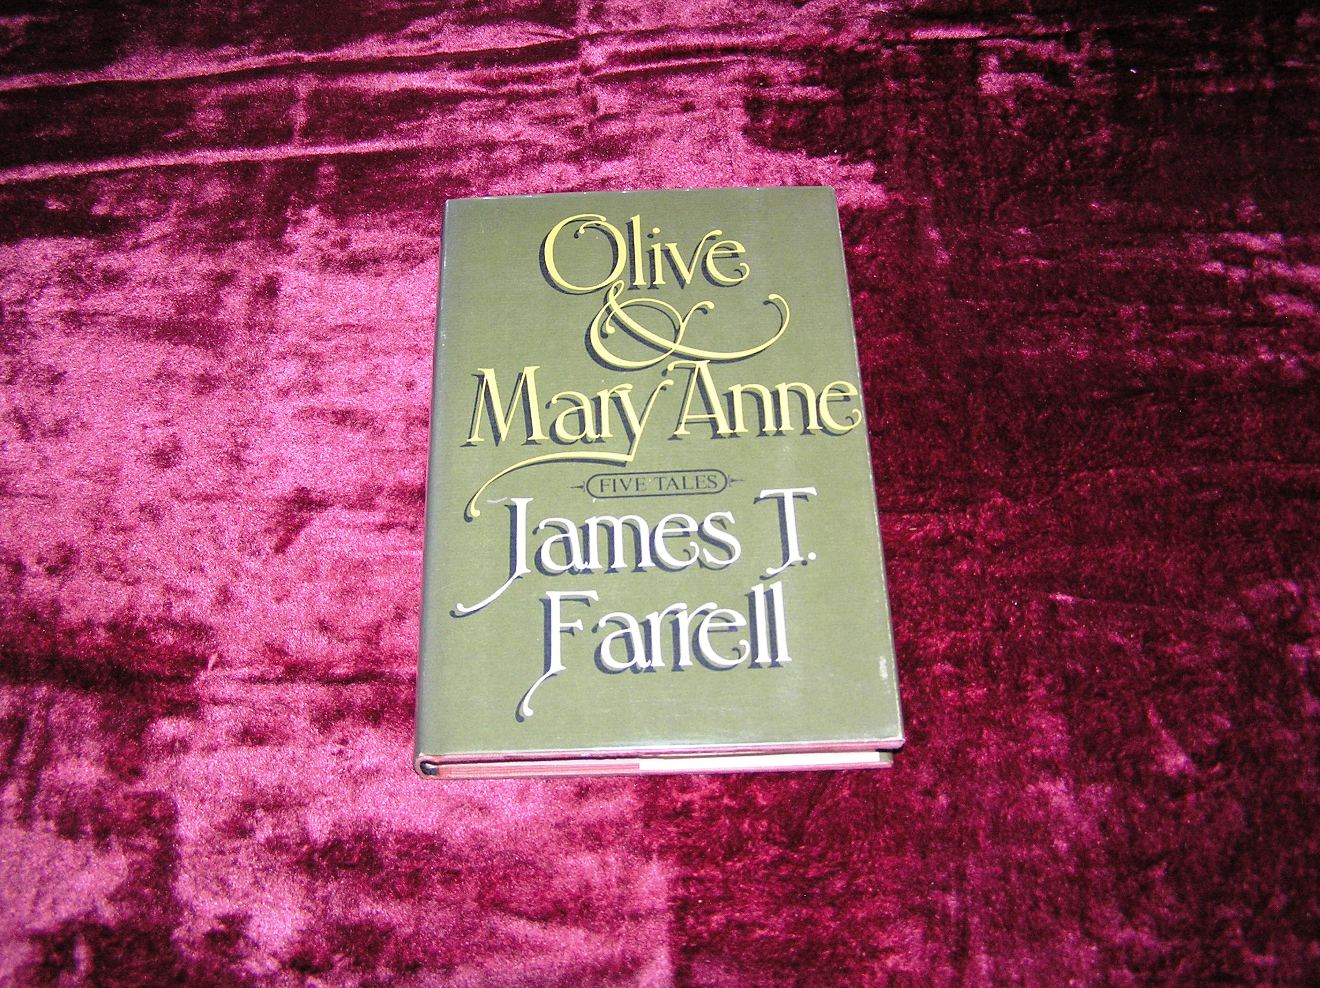 Olive
&
Mary Anne
FIVE TALES
James T.
Farrell